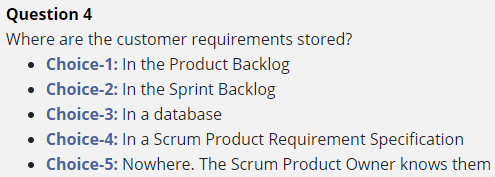 Question 4
Where are the customer requirements stored?
• Choice-1: In the Product Backlog
• Choice-2: In the Sprint Backlog
• Choice-3: In a database
• Choice-4: In a Scrum Product Requirement Specification
• Choice-5: Nowhere. The Scrum Product Owner knows them